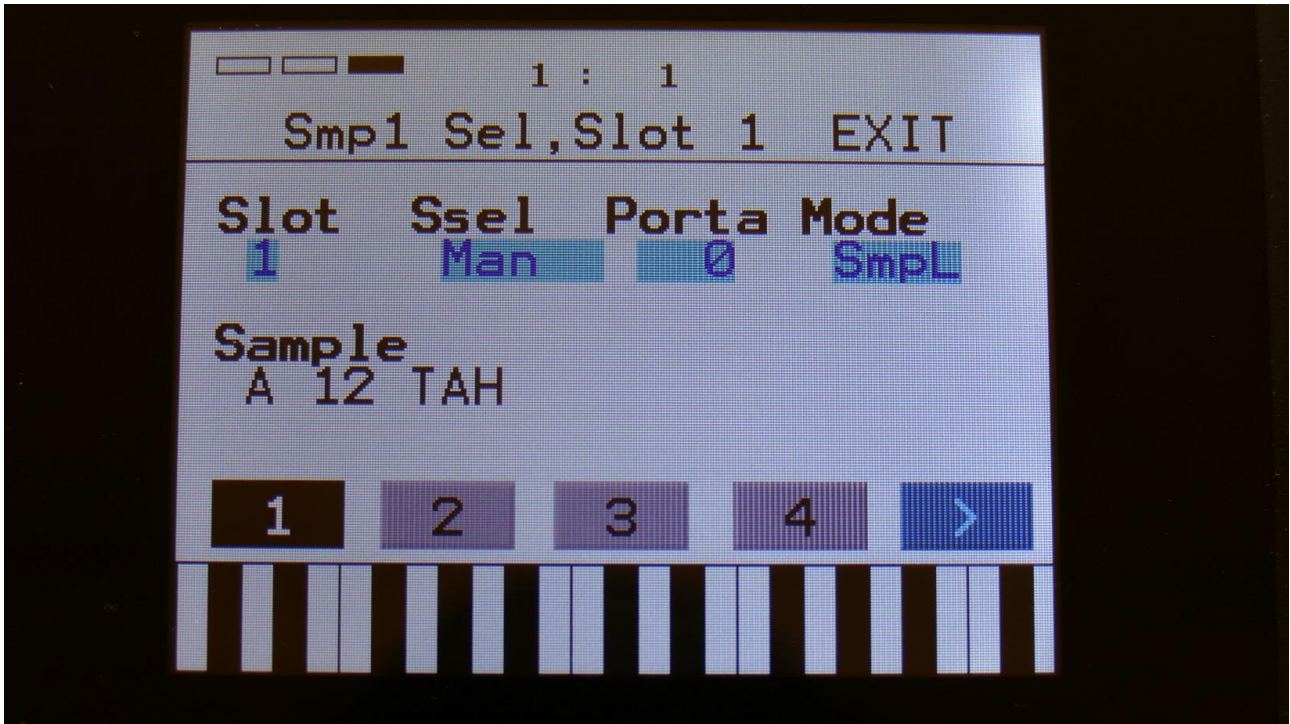 1 : 1
Smp1 Sel,Slot 1 EXIT
Slot Ssel Porta Mode
1 Man 0 SmpL
Sample
A 12 TAH
1 2 3 4 >